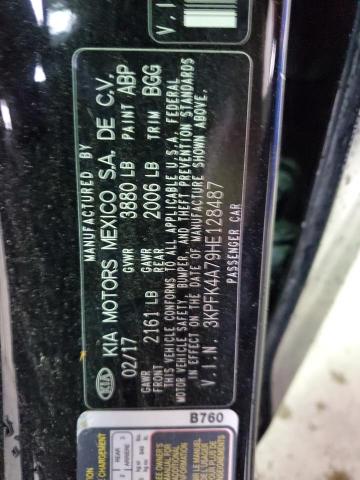 MANUFACTURED BY
KIA KIA MOTORS MEXICO S.A. DE C.V.
02/17 GVWR 3880 LB PAINT ABP
GAWR FRONT 2161 LB GAWR REAR 2006 LB TRIM BGG
THIS VEHICLE CONFORMS TO ALL APPLICABLE U.S.A. FEDERAL
MOTOR VEHICLE SAFETY, BUMPER, AND THEFT PREVENTION STANDARDS
IN EFFECT ON THE DATE OF MANUFACTURE SHOWN ABOVE.
V.I.N. 3KPFK4A79HE128487
PASSENGER CAR
V.I.
B760
CHARGEMENT
REAR